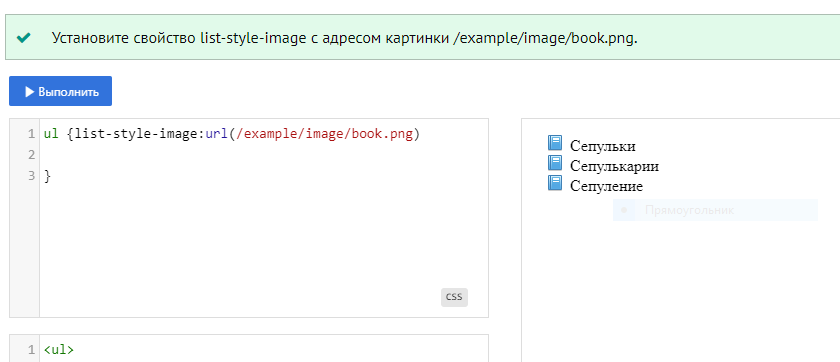 Установите свойство list-style-image с адресом картинки /example/image/book.png.
Выполнить
1 ul {list-style-image:url(/example/image/book.png)
2
3 }
CSS
1 <ul>
Сепульки
Сепулькарии
Сепуление
Прямоугольник